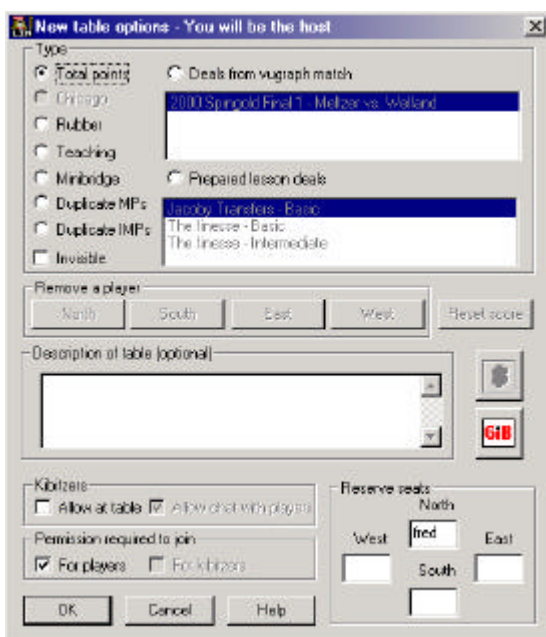 New table options - You will be the host
Type
Total points
Deals from vugraph match
Chicago
2000 Spingold Final 1 - Meltzer vs. Welland
Rubber
Teaching
Minibridge
Prepared lesson deals
Duplicate MPs
Jacoby Transfers - Basic
Duplicate IMPs
The finesse - Basic
The finesse - Intermediate
Invisible
Remove a player
North South East West Reset score
Description of table (optional)
GIB
Kibitzers
Allow at table Allow chat with players
Permission required to join
For players For kibitzers
Reserve seats
North
West fred East
South
OK Cancel Help